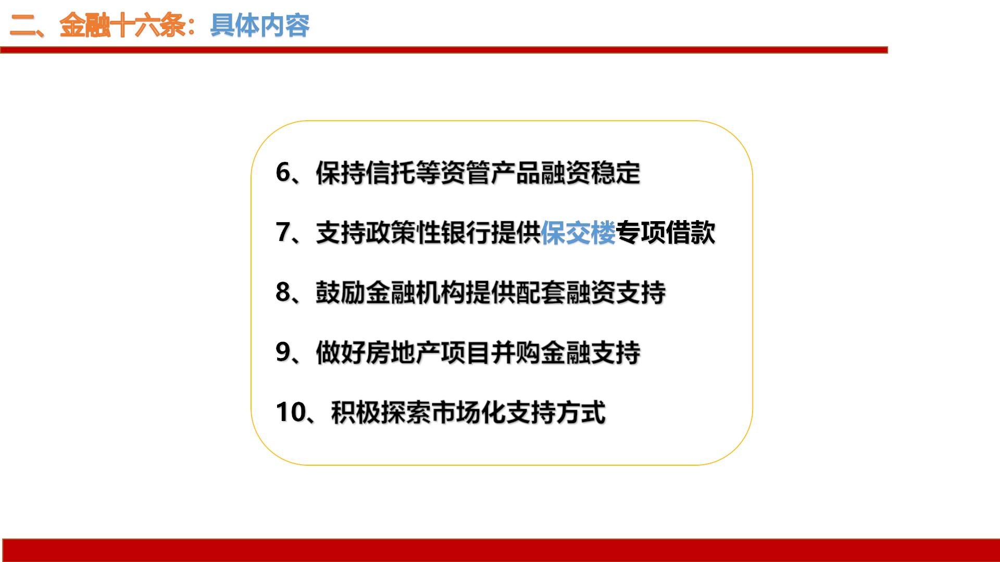 二、金融十六条：具体内容
6、保持信托等资管产品融资稳定
7、支持政策性银行提供保交楼专项借款
8、鼓励金融机构提供配套融资支持
9、做好房地产项目并购金融支持
10、积极探索市场化支持方式